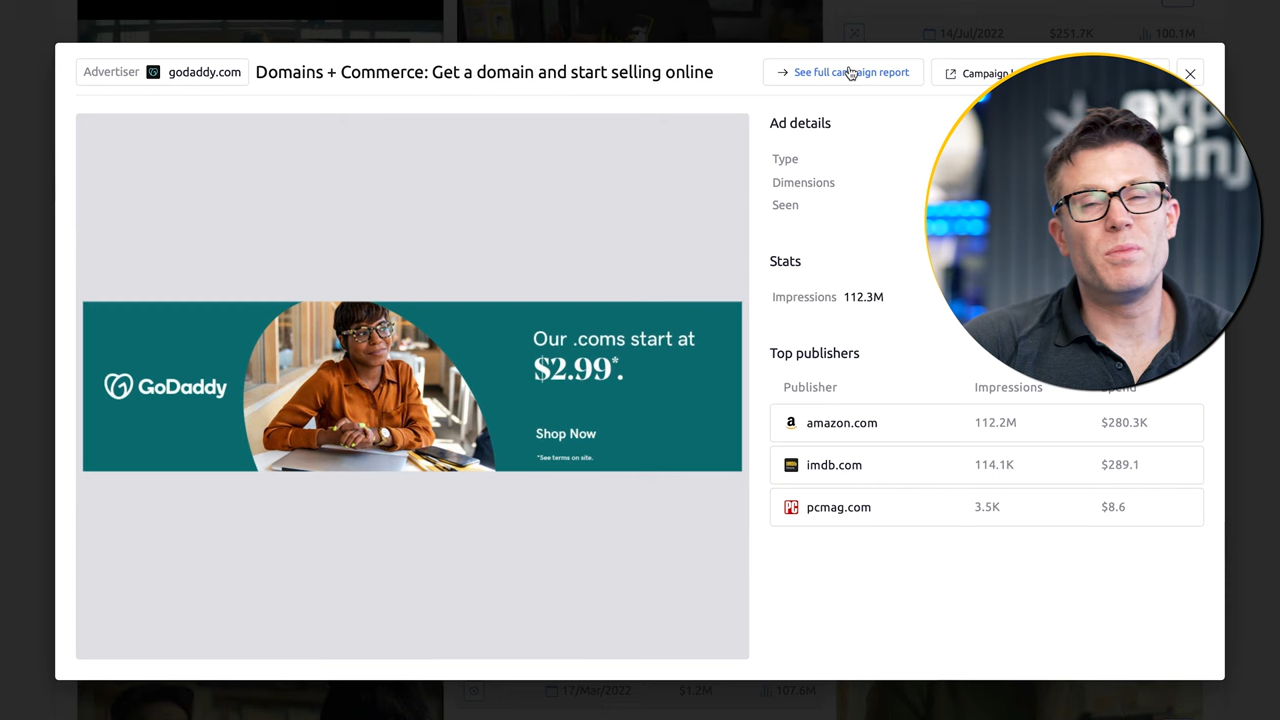 14/Jul/2022 $251.7K 100.1M
Advertiser godaddy.com Domains + Commerce: Get a domain and start selling online → See full campaign report Campaign
Ad details
Type
Dimensions
Seen
Stats
Impressions 112.3M
Top publishers
Publisher Impressions
amazon.com 112.2M $280.3K
imdb.com 114.1K $289.1
pcmag.com 3.5K $8.6
GoDaddy
Our .coms start at
$2.99*.
Shop Now
*See terms on site.
17/Mar/2022 $1.2M 107.6M